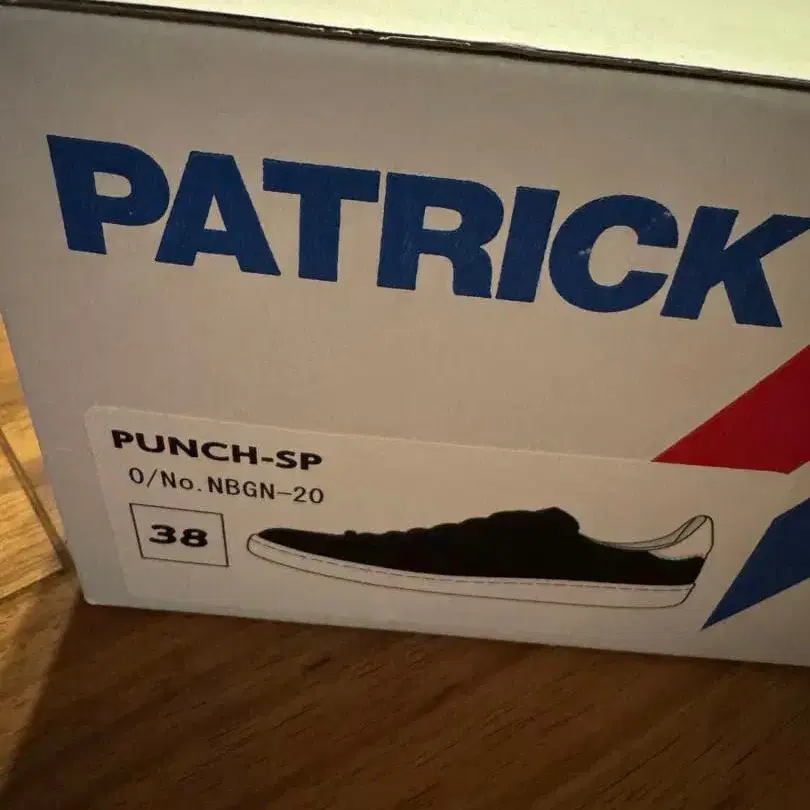 PATRICK
PUNCH-SP
O/No.NBGN-20
38